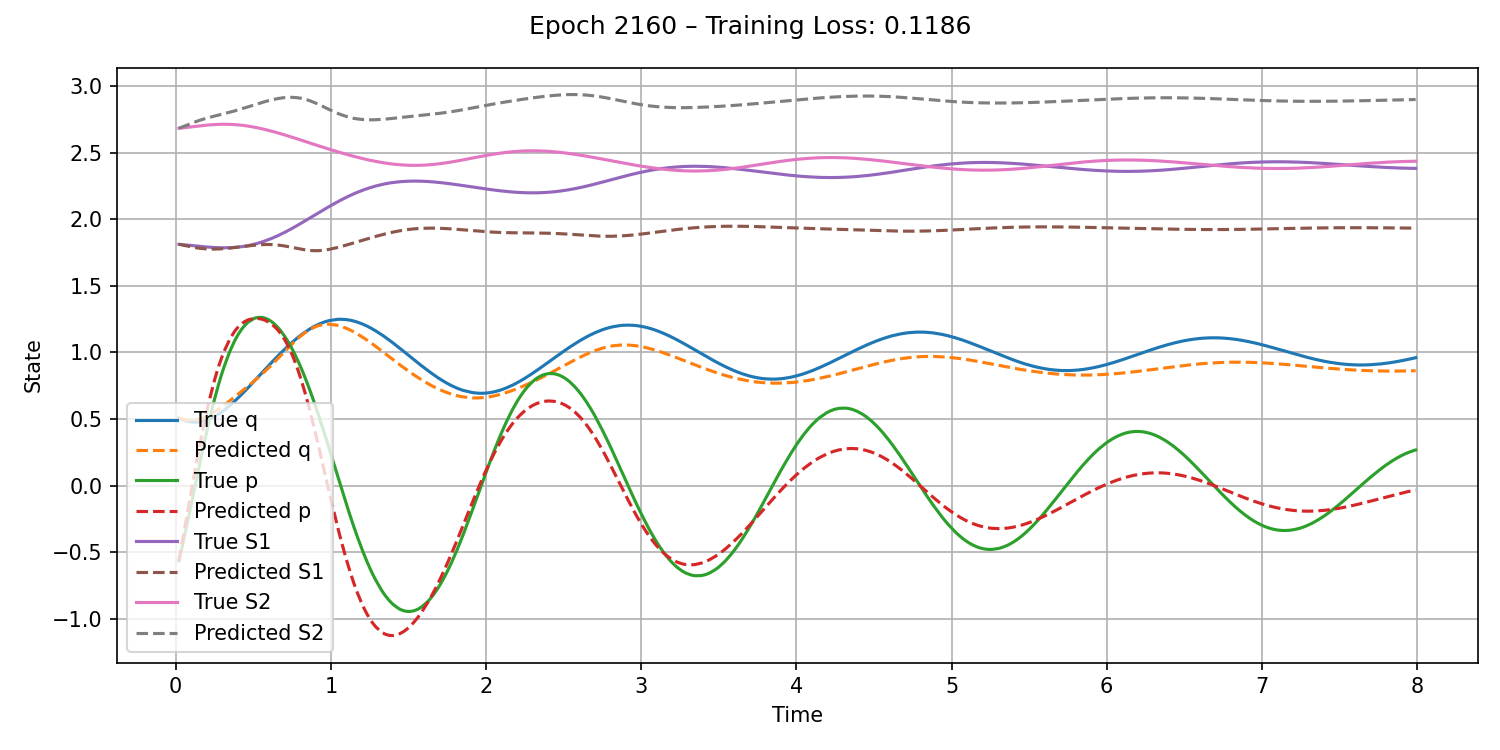 Epoch 2160 – Training Loss: 0.1186
3.0
2.5
2.0
1.5
1.0
0.5
0.0
−0.5
−1.0
State
True q
Predicted q
True p
Predicted p
True S1
Predicted S1
True S2
Predicted S2
0 1 2 3 4 5 6 7 8
Time